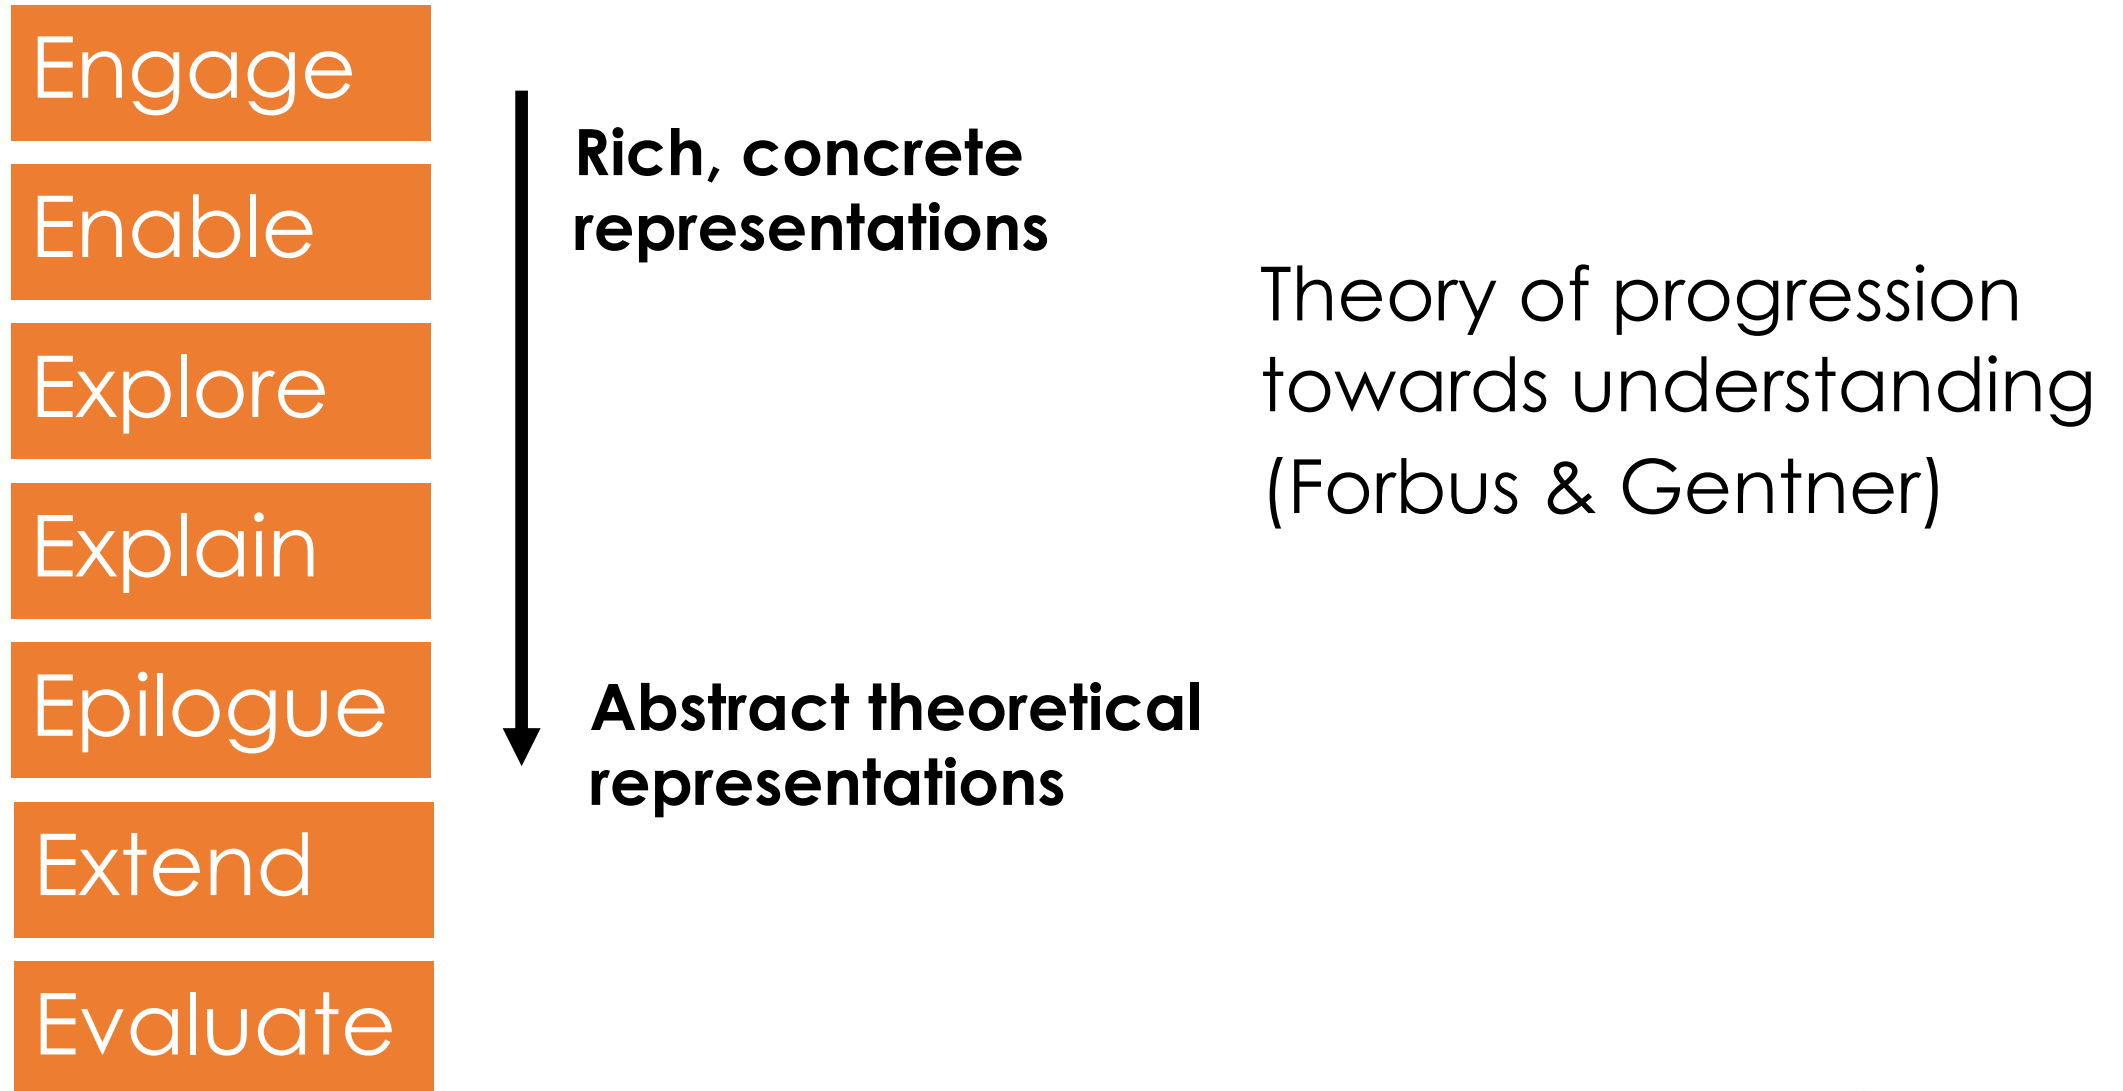 Engage
Enable
Explore
Explain
Epilogue
Extend
Evaluate
Rich, concrete
representations
Abstract theoretical
representations
Theory of progression
towards understanding
(Forbus & Gentner)